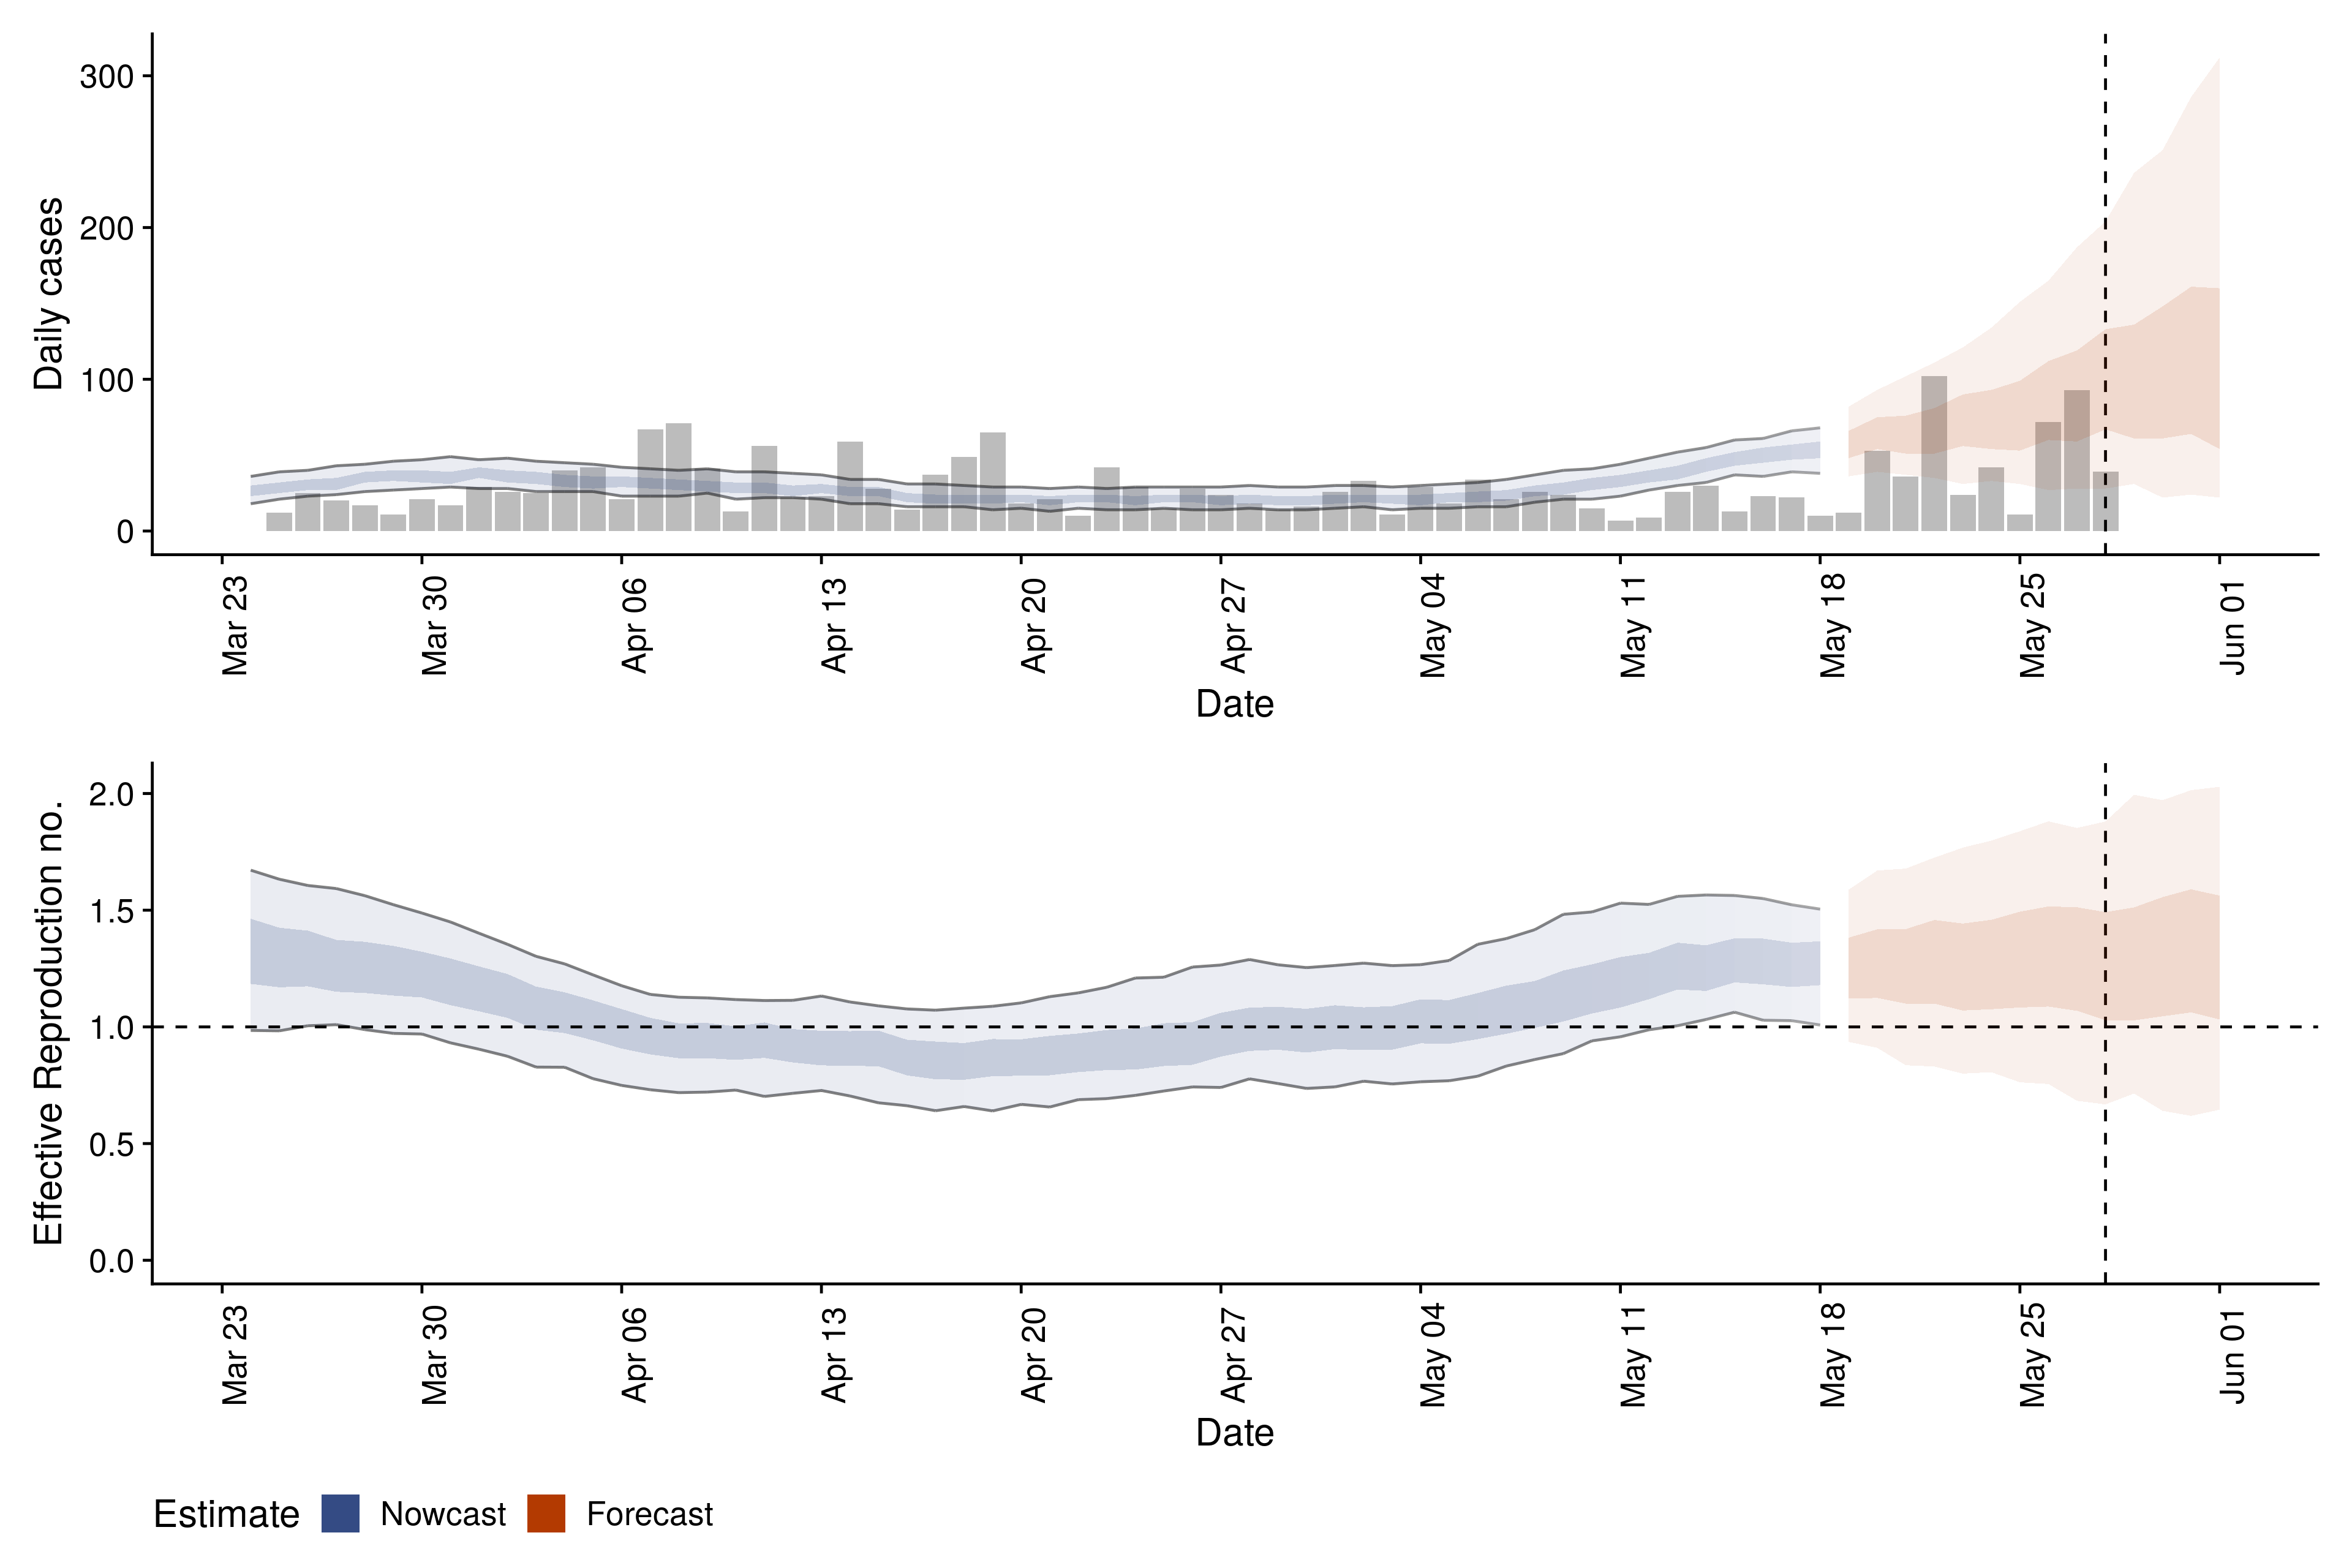 Daily cases
300
200
100
0
Mar 23
Mar 30
Apr 06
Apr 13
Apr 20
Apr 27
May 04
May 11
May 18
May 25
Jun 01
Date
Effective Reproduction no.
2.0
1.5
1.0
0.5
0.0
Mar 23
Mar 30
Apr 06
Apr 13
Apr 20
Apr 27
May 04
May 11
May 18
May 25
Jun 01
Date
Estimate Nowcast Forecast